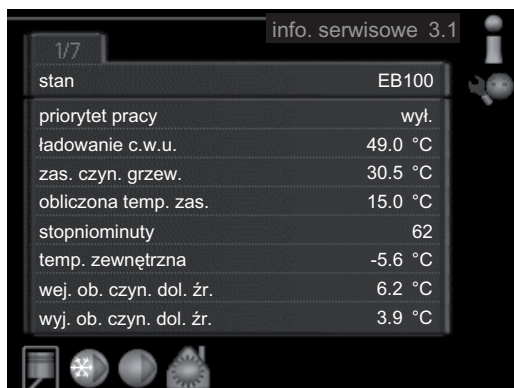 info. serwisowe 3.1
1/7
stan EB100
priorytet pracy wył.
ładowanie c.w.u. 49.0 °C
zas. czyn. grzew. 30.5 °C
obliczona temp. zas. 15.0 °C
stopniominuty 62
temp. zewnętrzna -5.6 °C
wej. ob. czyn. dol. źr. 6.2 °C
wyj. ob. czyn. dol. źr. 3.9 °C